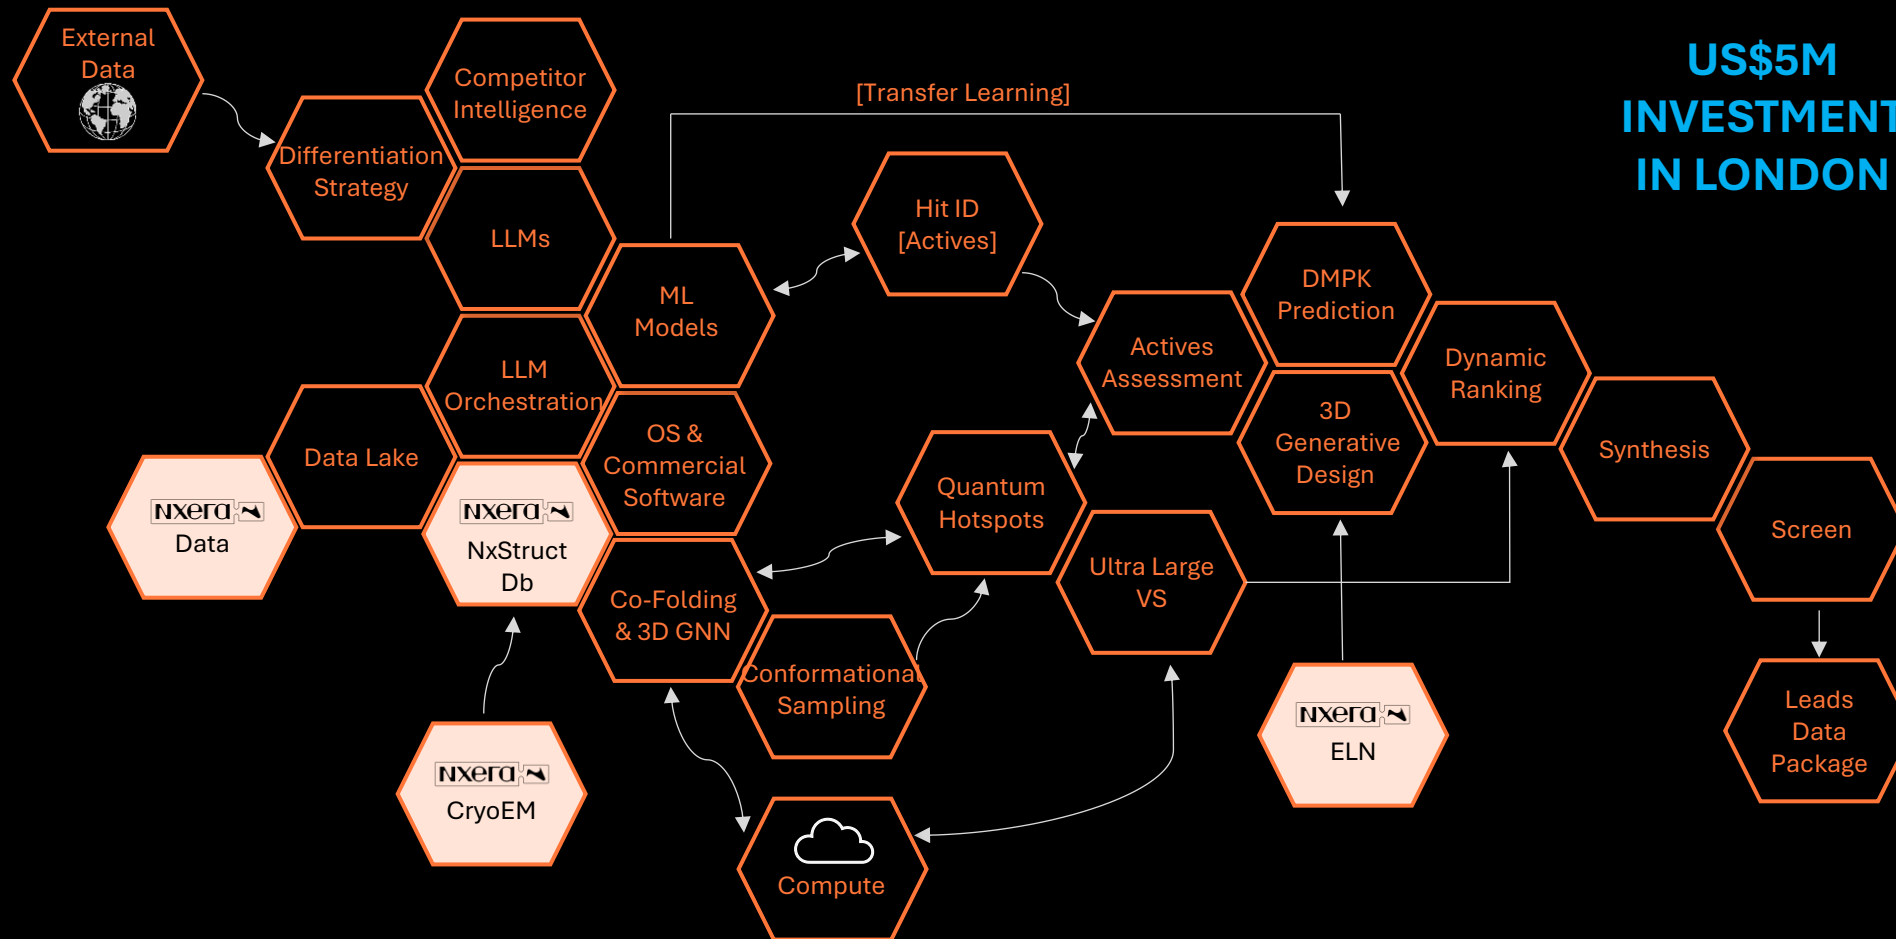 External
Data
Competitor
Intelligence
Differentiation
Strategy
LLMs
[Transfer Learning]
US$5M
INVESTMENT
IN LONDON
ML
Models
Hit ID
[Actives]
LLM
Orchestration
Data Lake
OS &
Commercial
Software
Nxera
Data
Nxera
NxStruct
Db
Co-Folding
& 3D GNN
Conformational
Sampling
Nxera
CryoEM
Compute
Quantum
Hotspots
Ultra Large
VS
Actives
Assessment
DMPK
Prediction
3D
Generative
Design
Dynamic
Ranking
Synthesis
Screen
Nxera
ELN
Leads
Data
Package